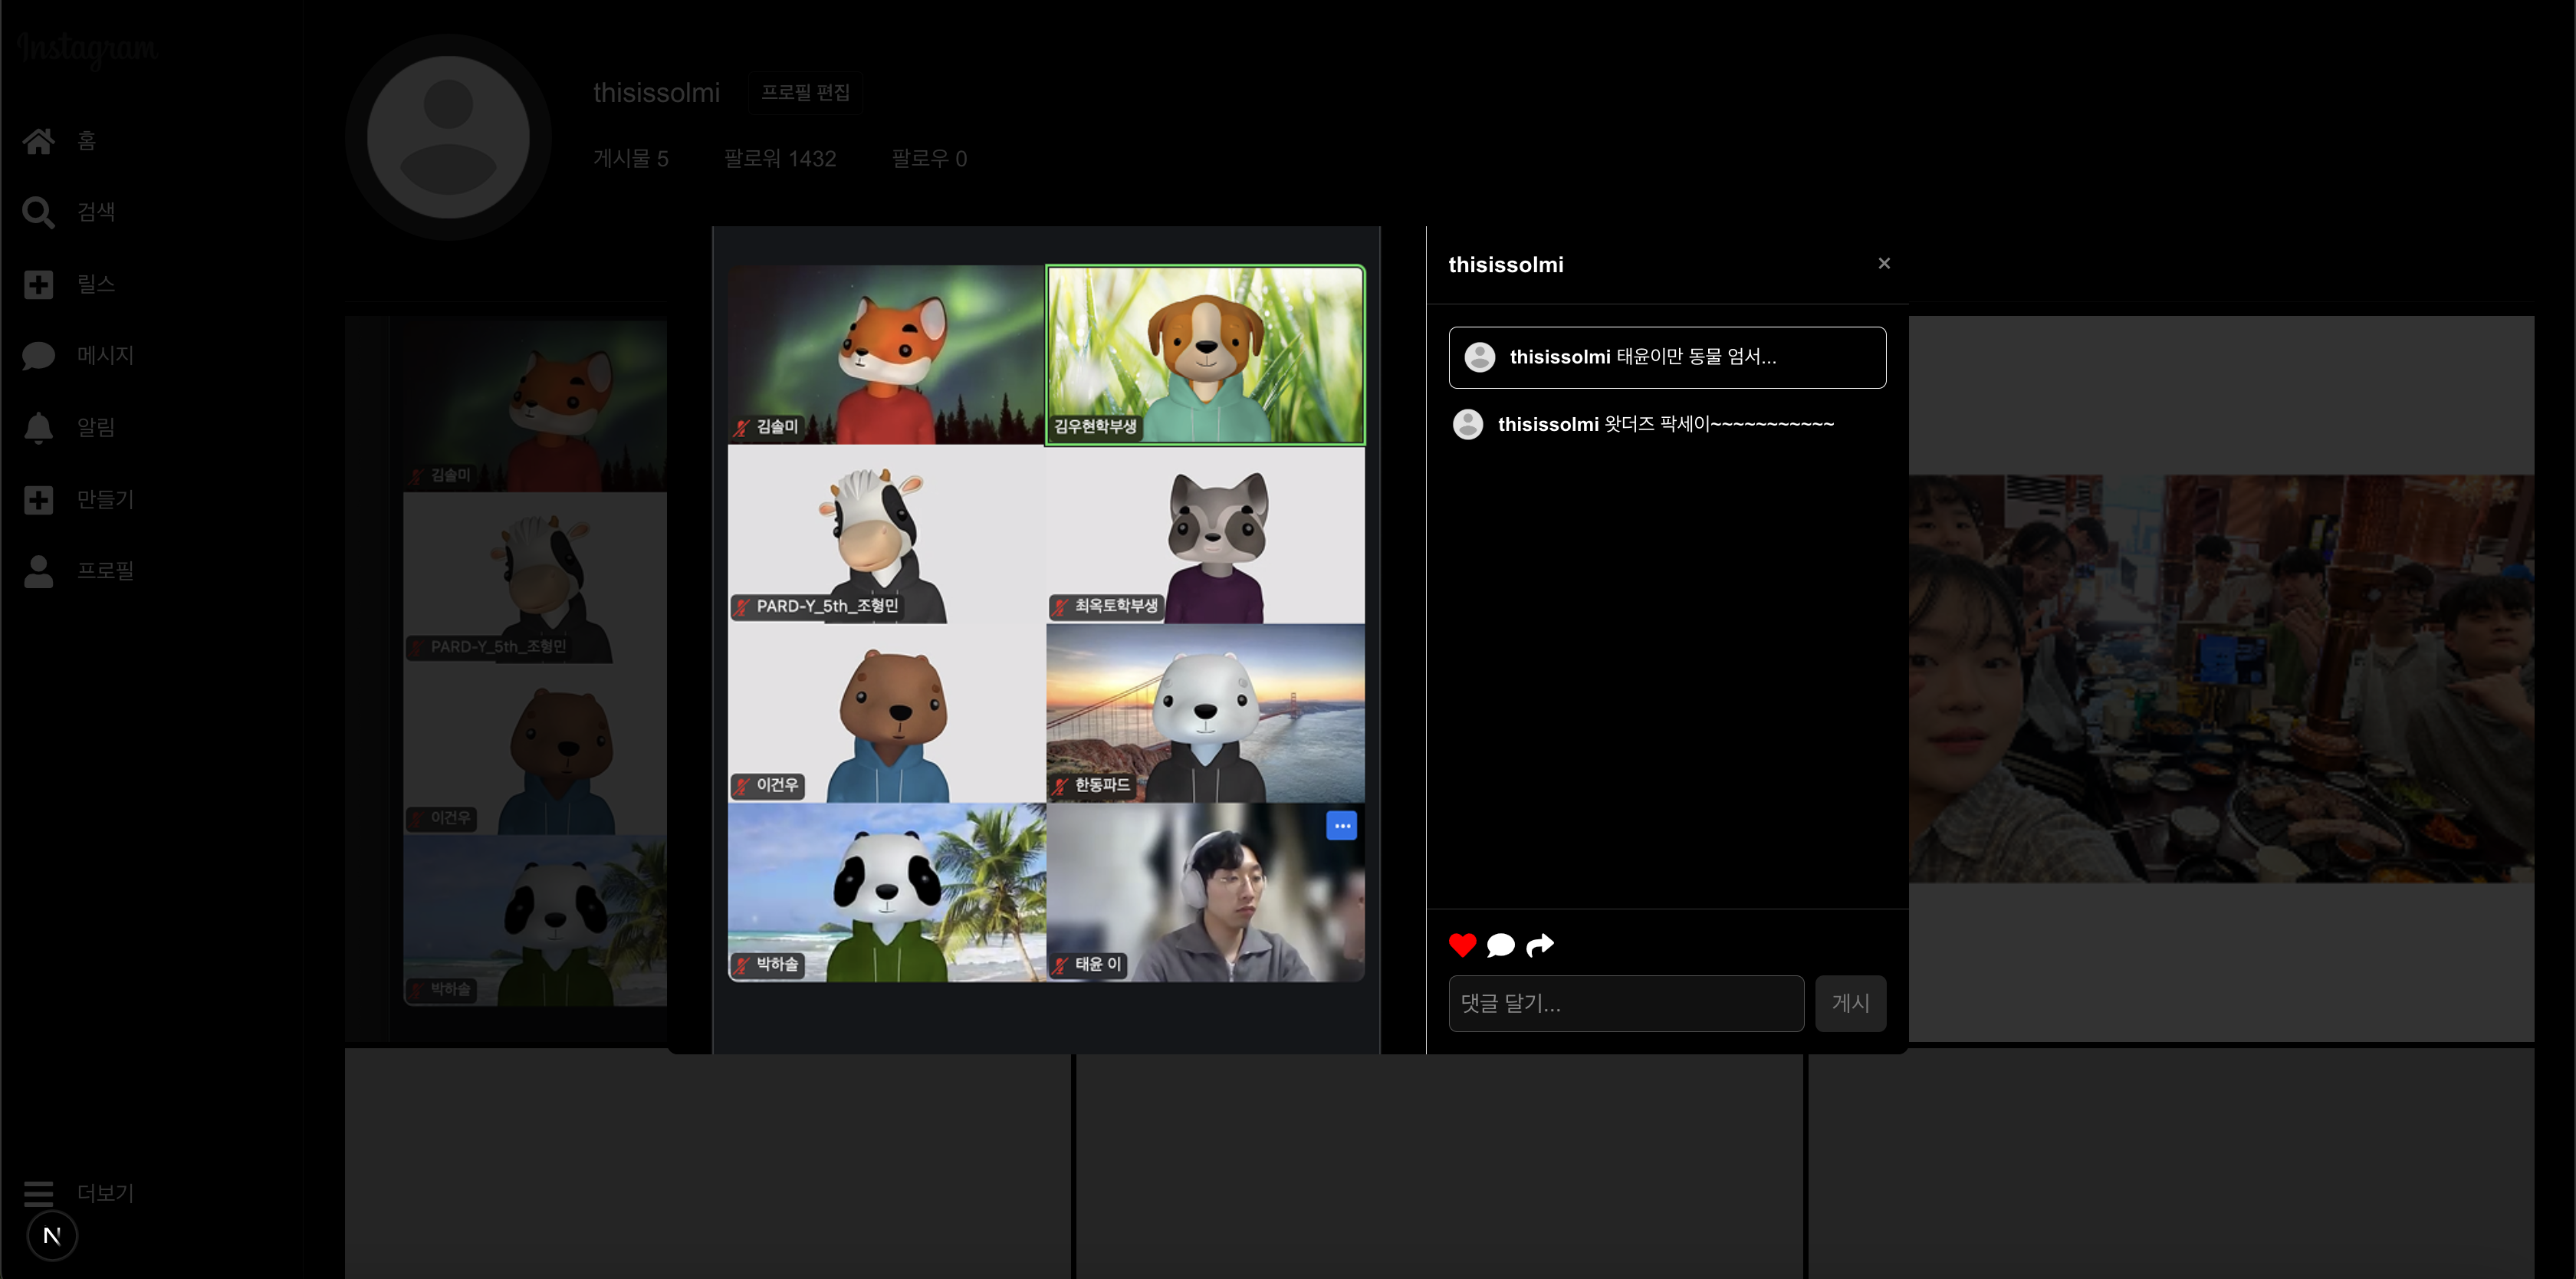 Instagram
홈
검색
릴스
메시지
알림
만들기
프로필
더보기
N
thisissolmi 프로필 편집
게시물 5 팔로워 1432 팔로우 0
김솔미
PARD-Y_5th_조형민
이건우
박하솔
김솔미 김우현학부생
PARD-Y_5th_조형민 최옥토학부생
이건우 한동파드
박하솔 태윤 이
thisissolmi ×
thisissolmi 태윤이만 동물 엄서...
thisissolmi 왓더즈 팍세이~~~~~~~~~~~
댓글 달기... 게시